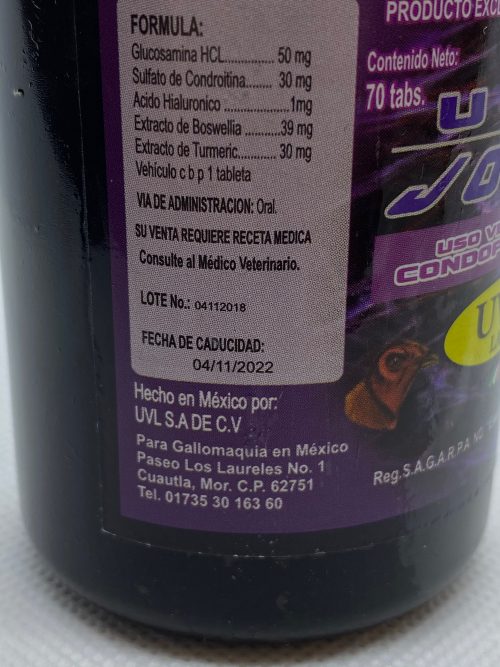 FORMULA:
Glucosamina HCL............... 50 mg
Sulfato de Condroitina........ 30 mg
Acido Hialuronico ................1mg
Extracto de Boswellia ..........39 mg
Extracto de Turmeric........... 30 mg
Vehículo c b p 1 tableta
VIA DE ADMINISTRACION: Oral.
SU VENTA REQUIERE RECETA MEDICA
Consulte al Médico Veterinario.
LOTE No.: 04112018
FECHA DE CADUCIDAD:
04/11/2022
Hecho en México por:
UVL S.A DE C.V
Para Gallomaquia en México
Paseo Los Laureles No. 1
Cuautla, Mor. C.P. 62751
Tel. 01735 30 163 60
PRODUCTO
Contenido Neto:
70 tabs.
U
USO
Reg.S.A.G.A.R.P.A